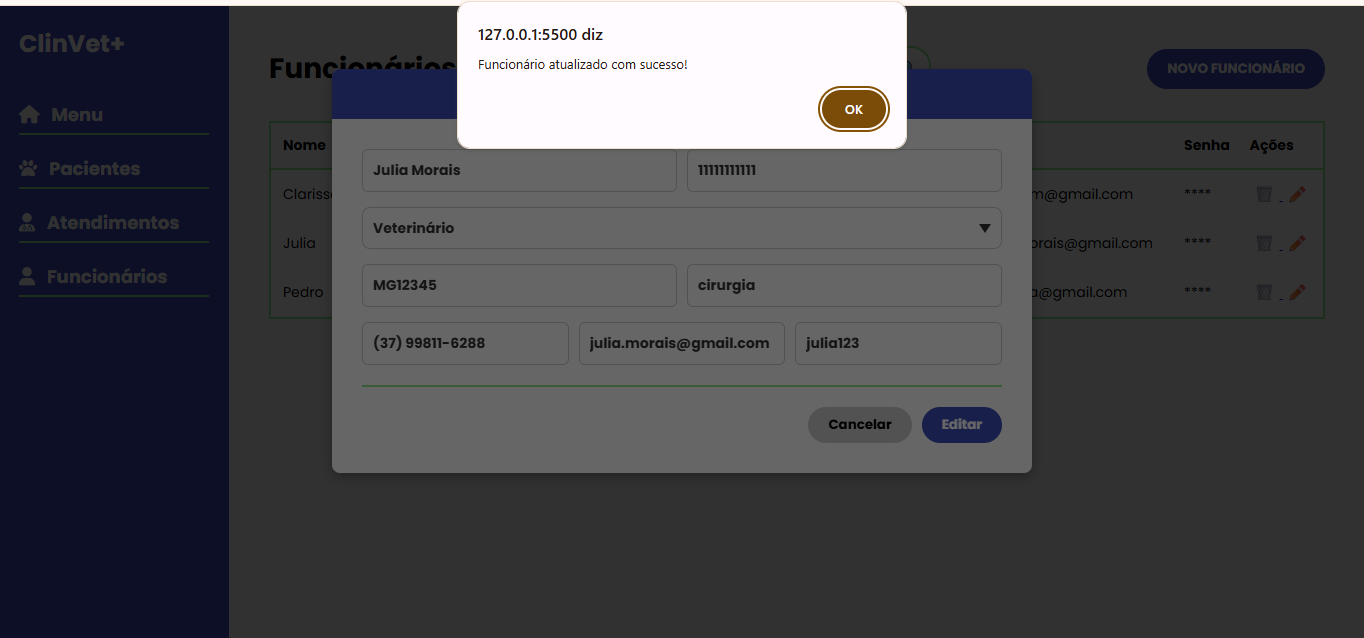 127.0.0.1:5500 diz
Funcionário atualizado com sucesso!
OK
ClinVet+
Menu
Pacientes
Atendimentos
Funcionários
Funcionários
NOVO FUNCIONÁRIO
Nome Senha Ações
Clariss m@gmail.com ****
Julia orais@gmail.com ****
Pedro a@gmail.com ****
Julia Morais 11111111111
Veterinário
MG12345 cirurgia
(37) 99811-6288 julia.morais@gmail.com julia123
Cancelar Editar